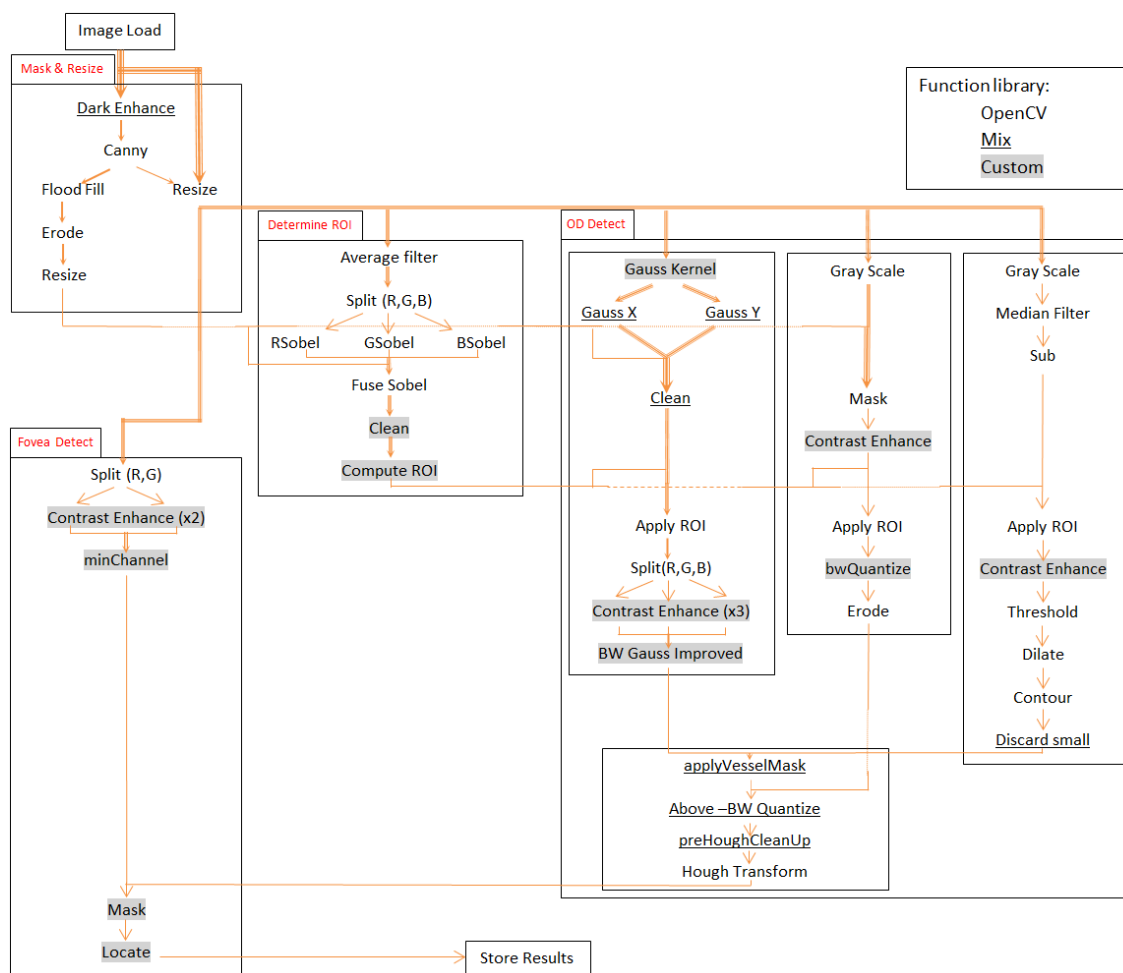 Image Load
Mask & Resize
Dark Enhance
Canny
Flood Fill
Resize
Erode
Resize
Function library:
OpenCV
Mix
Custom
Determine ROI
Average filter
Split (R,G,B)
RSobel
GSobel
BSobel
Fuse Sobel
Clean
Compute ROI
OD Detect
Gauss Kernel
Gauss X
Gauss Y
Clean
Apply ROI
Split(R,G,B)
Contrast Enhance (x3)
BW Gauss Improved
Gray Scale
Mask
Contrast Enhance
Apply ROI
bwQuantize
Erode
Gray Scale
Median Filter
Sub
Apply ROI
Contrast Enhance
Threshold
Dilate
Contour
Discard small
applyVesselMask
Above –BW Quantize
preHoughCleanUp
Hough Transform
Fovea Detect
Split (R,G)
Contrast Enhance (x2)
minChannel
Mask
Locate
Store Results